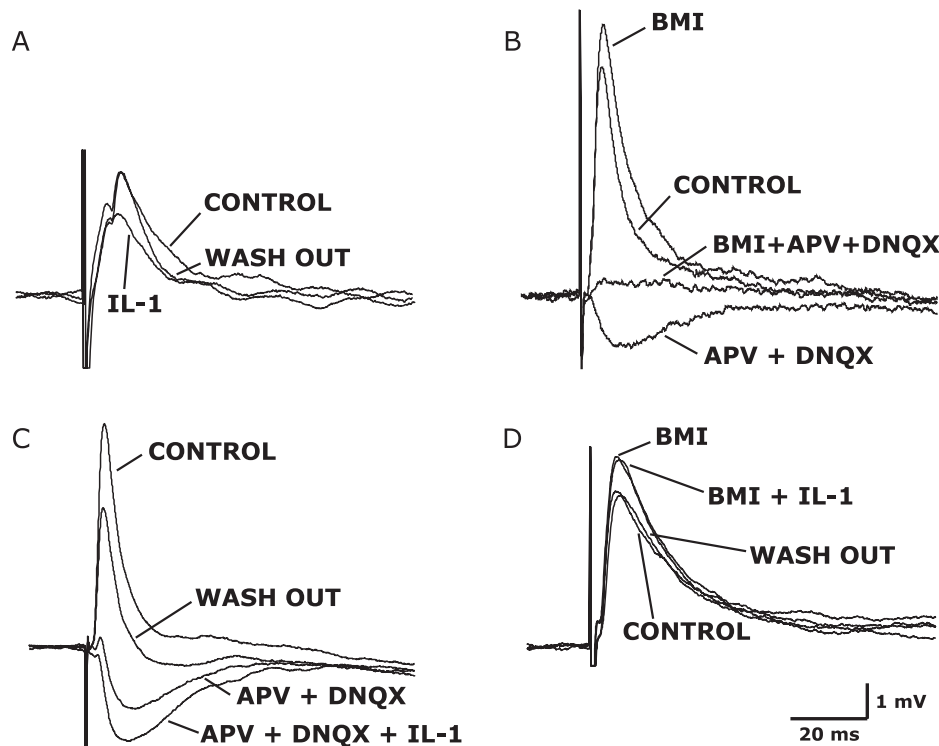 A
CONTROL
WASH OUT
IL-1
B
BMI
CONTROL
BMI+APV+DNQX
APV + DNQX
C
CONTROL
WASH OUT
APV + DNQX
APV + DNQX + IL-1
D
BMI
BMI + IL-1
WASH OUT
CONTROL
1 mV
20 ms